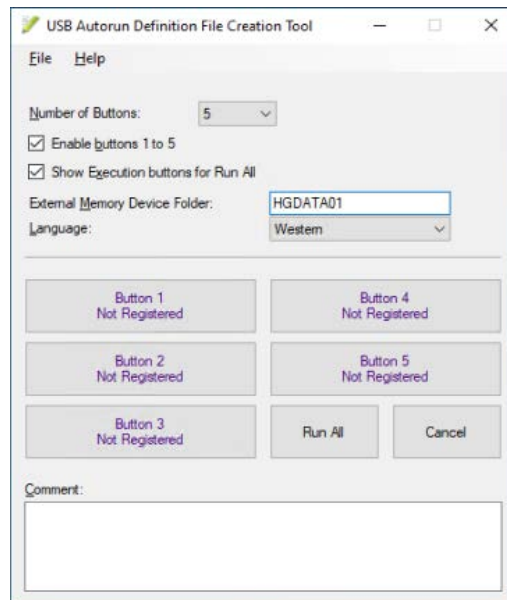 USB Autorun Definition File Creation Tool
File Help
Number of Buttons: 5
Enable buttons 1 to 5
Show Execution buttons for Run All
External Memory Device Folder: HGDATA01
Language: Western
Button 1
Not Registered
Button 4
Not Registered
Button 2
Not Registered
Button 5
Not Registered
Button 3
Not Registered
Run All
Cancel
Comment: